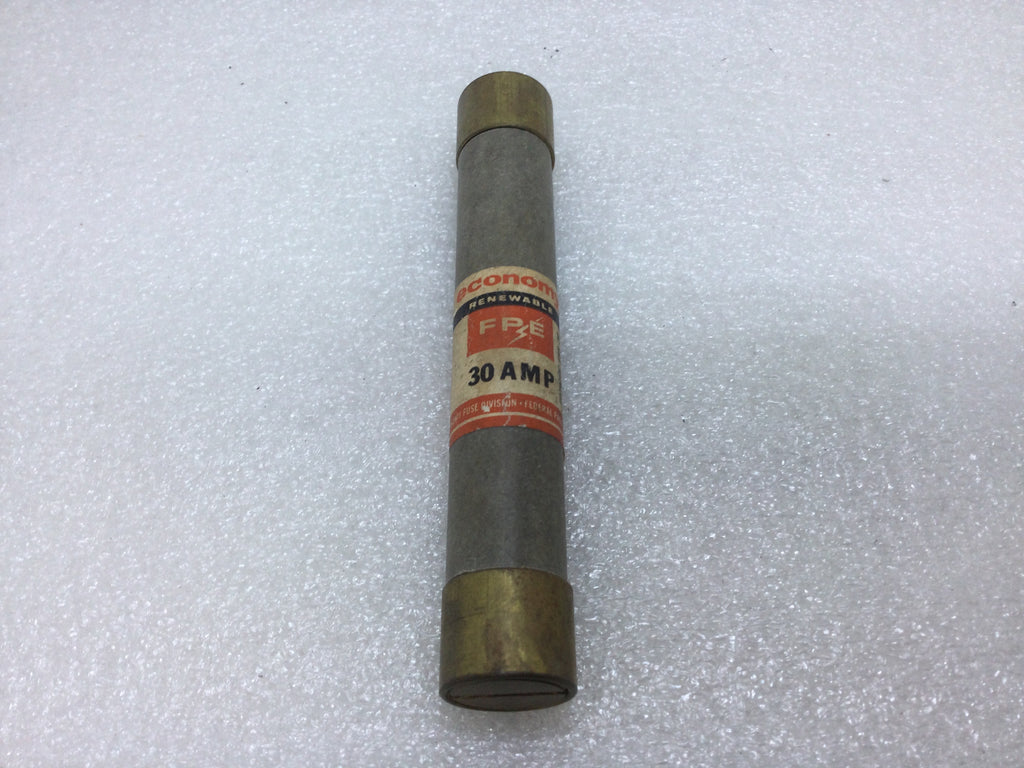 econom
RENEWABLE
FPE
30 AMP
FUSE DIVISION - FEDERAL